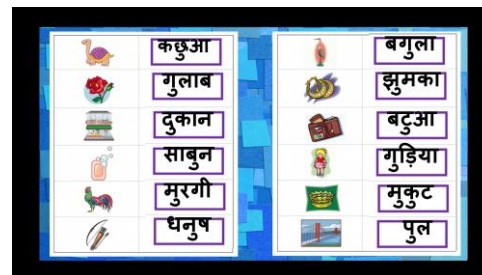 कछुआ
गुलाब
दुकान
साबुन
मुरगी
धनुष
बगुला
झुमका
बटुआ
गुड़िया
मुकुट
पुल